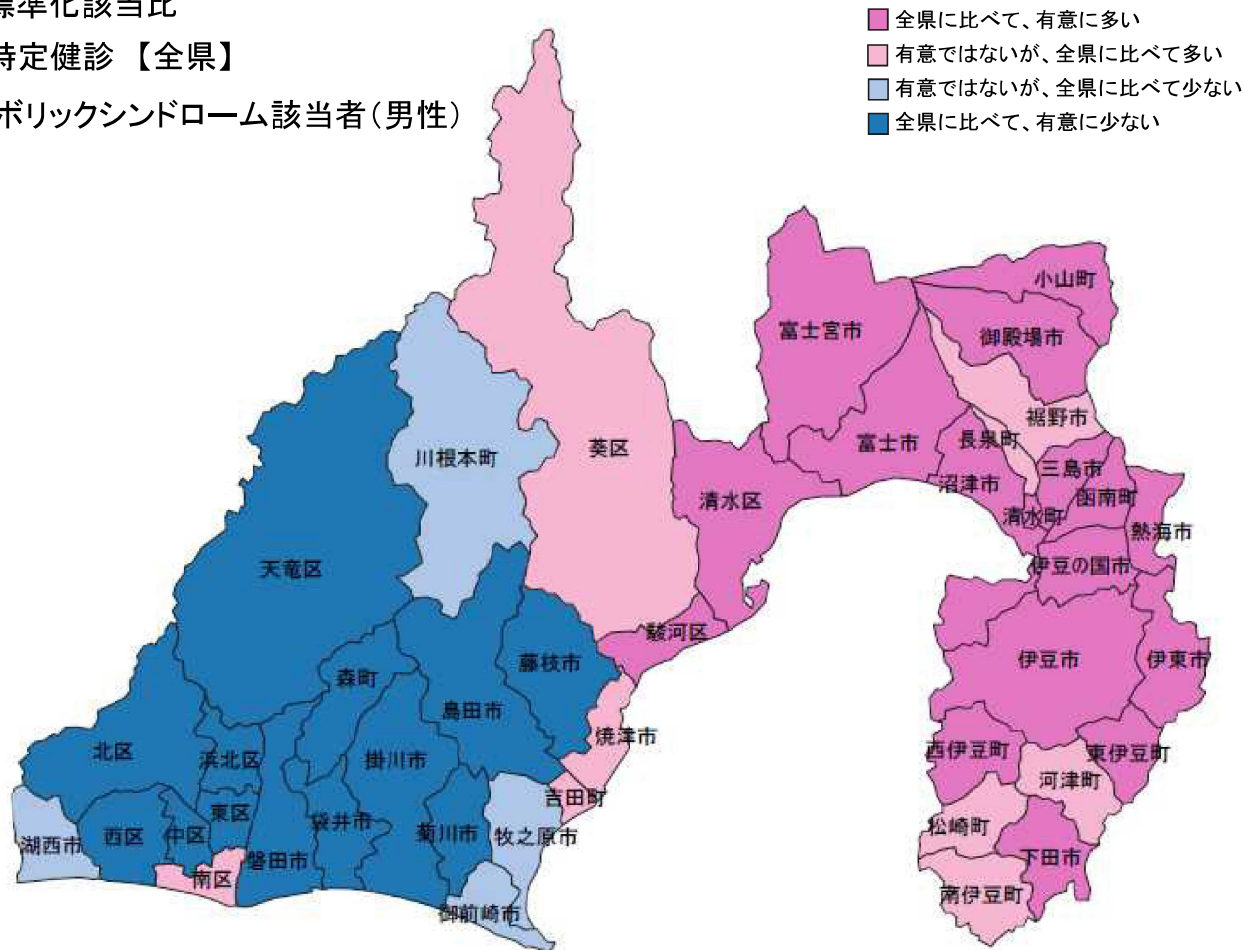 標準化該当比
特定健診 【全県】
ボリックシンドローム該当者(男性)
全県に比べて、有意に多い
有意ではないが、全県に比べて多い
有意ではないが、全県に比べて少ない
全県に比べて、有意に少ない
小山町
富士宮市
御殿場市
裾野市
川根本町
葵区
富士市
長泉町
三島市
沼津市
函南町
清水区
清水町
熱海市
天竜区
伊豆の国市
駿河区
藤枝市
伊豆市
伊東市
森町
島田市
焼津市
北区
浜北区
掛川市
西伊豆町
東伊豆町
河津町
吉田町
東区
袋井市
菊川市
牧之原市
松崎町
湖西市
西区
中区
磐田市
下田市
南区
南伊豆町
御前崎市